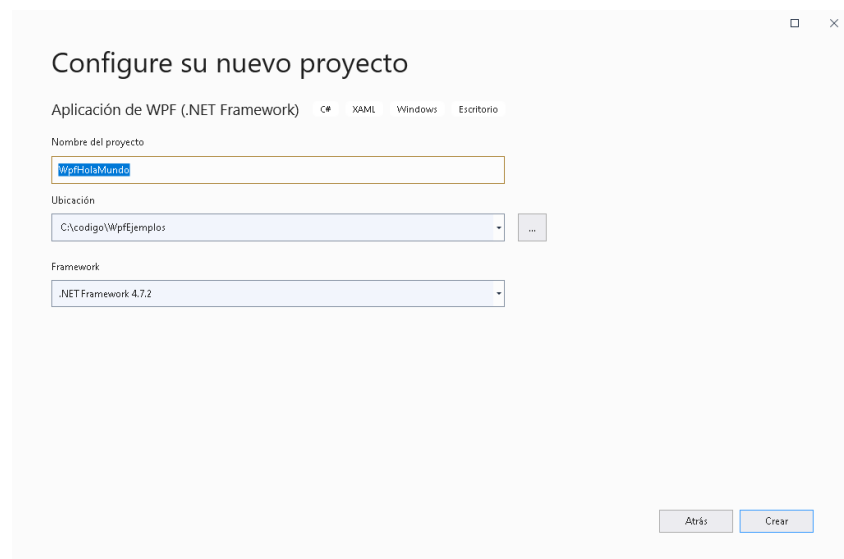 Configure su nuevo proyecto
Aplicación de WPF (.NET Framework) C# XAML Windows Escritorio
Nombre del proyecto
WpfHolaMundo
Ubicación
C:\codigo\WpfEjemplos
...
Framework
.NET Framework 4.7.2
Atrás Crear